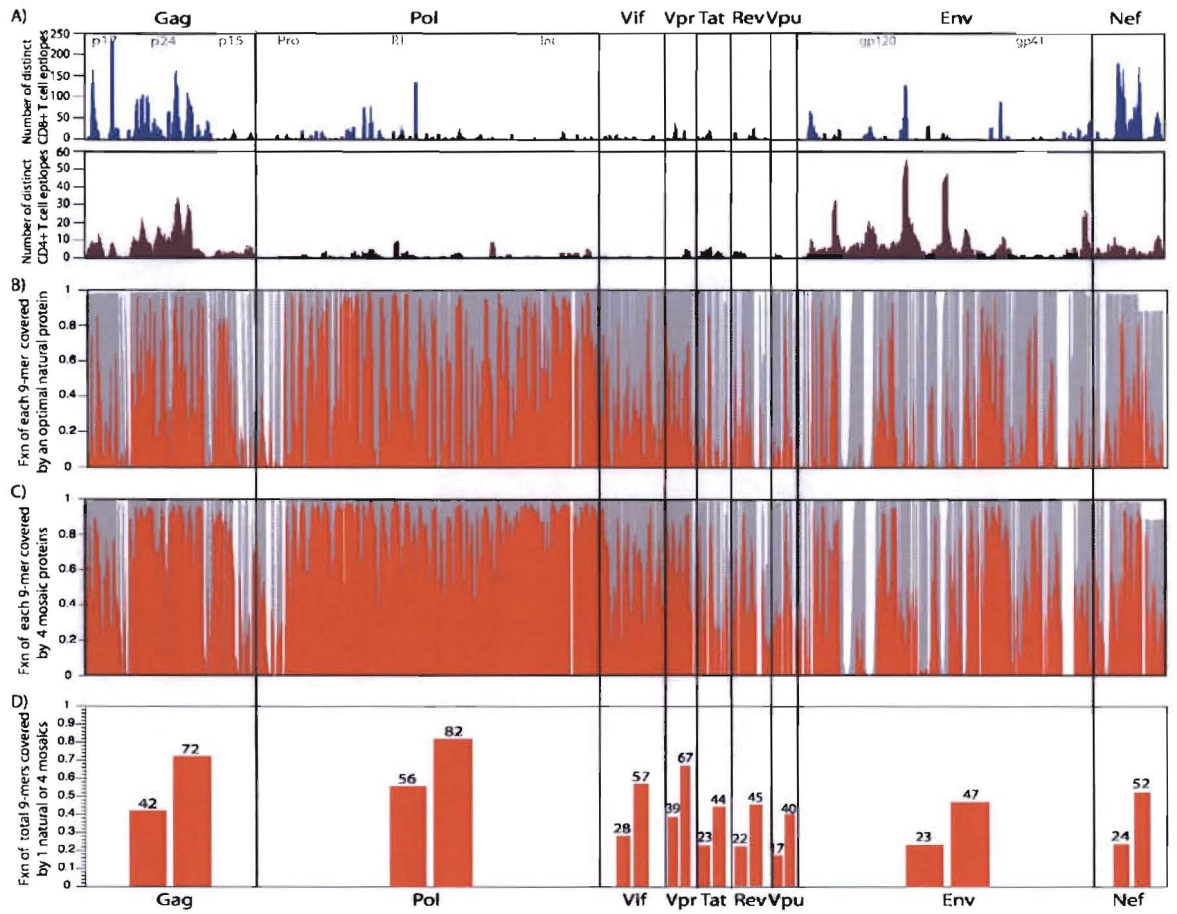 A)
Gag Pol Vif Vpr Tat Rev Vpu Env Nef
p17 p24 p15 Pro RT Int gp120 gp41
Number of distinct
CD8+ T cell eptiopes
250
200
150
100
50
0
Number of distinct
CD4+ T cell eptiopes
60
50
40
30
20
10
0
B)
Fxn of each 9-mer covered
by an optimal natural protein
1
0.8
0.6
0.4
0.2
0
C)
Fxn of each 9-mer covered
by 4 mosaic proteins
1
0.8
0.6
0.4
0.2
0
D)
Fxn of total 9-mers covered
by 1 natural or 4 mosaics
1
0.9
0.8
0.7
0.6
0.5
0.4
0.3
0.2
0.1
0
42 72 56 82 28 57 39 67 23 44 22 45 17 40 23 47 24 52
Gag Pol Vif Vpr Tat Rev Vpu Env Nef